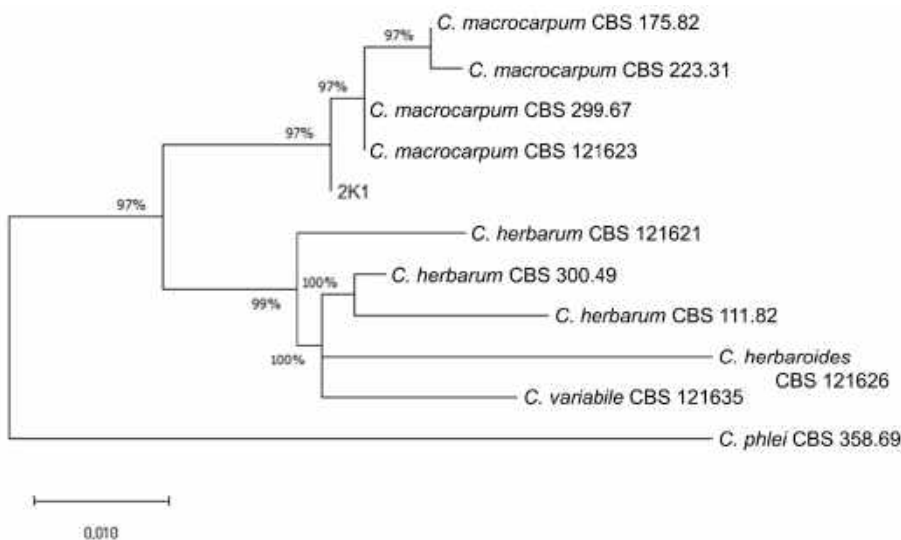 C. macrocarpum CBS 175.82
97%
C. macrocarpum CBS 223.31
97%
C. macrocarpum CBS 299.67
97%
C. macrocarpum CBS 121623
2K1
97%
C. herbarum CBS 121621
C. herbarum CBS 300.49
100%
99%
C. herbarum CBS 111.82
100%
C. herbaroides
CBS 121626
C. variabile CBS 121635
C. phlei CBS 358.69
0,010